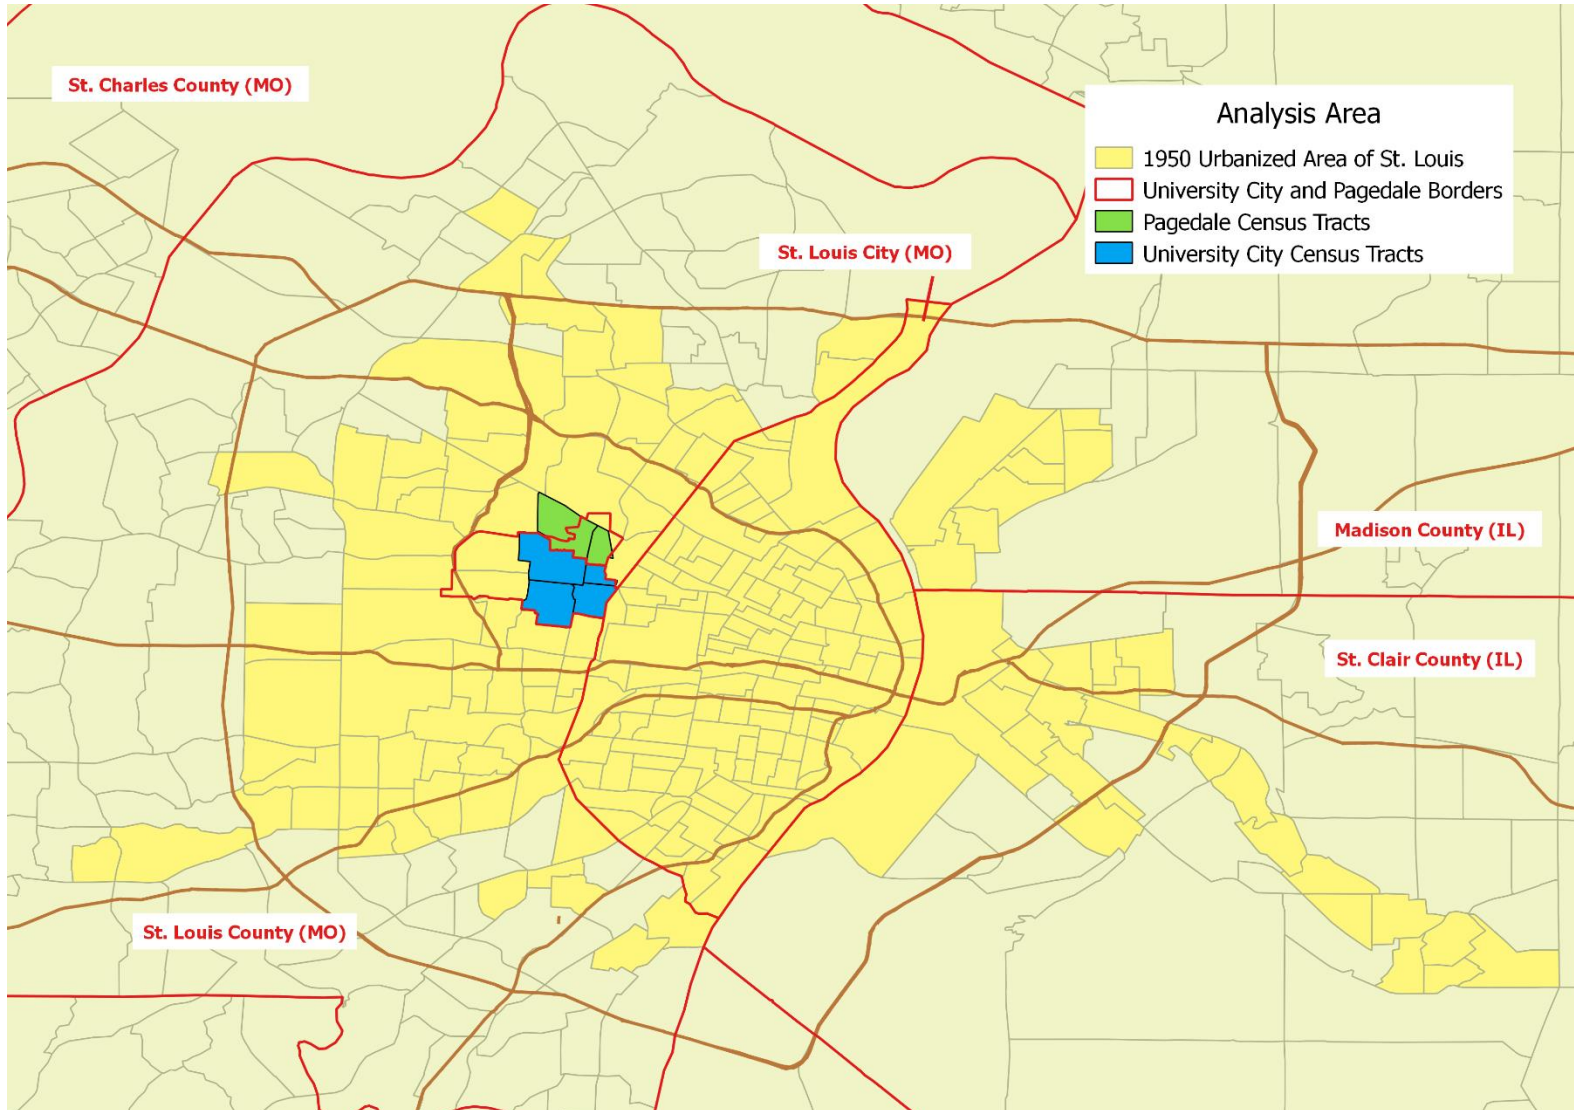 St. Charles County (MO)
Analysis Area
1950 Urbanized Area of St. Louis
University City and Pagedale Borders
Pagedale Census Tracts
University City Census Tracts
St. Louis City (MO)
Madison County (IL)
St. Clair County (IL)
St. Louis County (MO)